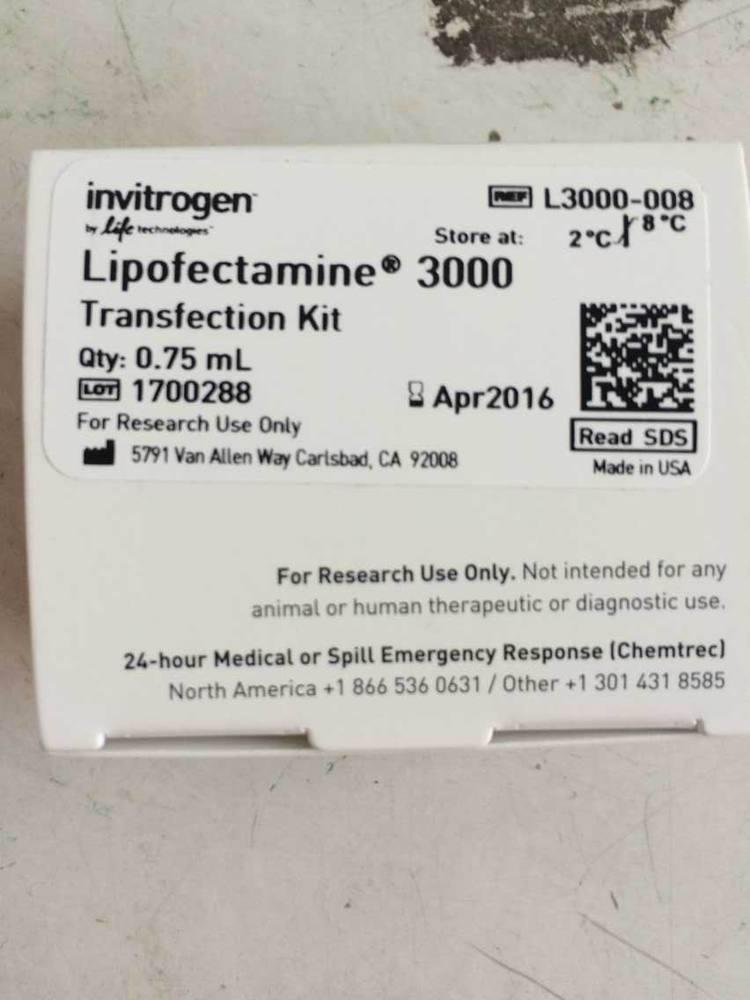 invitrogen™
by life technologies™
REF L3000-008
Store at: 2°C 8°C
Lipofectamine® 3000
Transfection Kit
Qty: 0.75 mL
LOT 1700288
Apr2016
For Research Use Only
Read SDS
5791 Van Allen Way Carlsbad, CA 92008
Made in USA
For Research Use Only. Not intended for any
animal or human therapeutic or diagnostic use.
24-hour Medical or Spill Emergency Response (Chemtrec)
North America +1 866 536 0631 / Other +1 301 431 8585